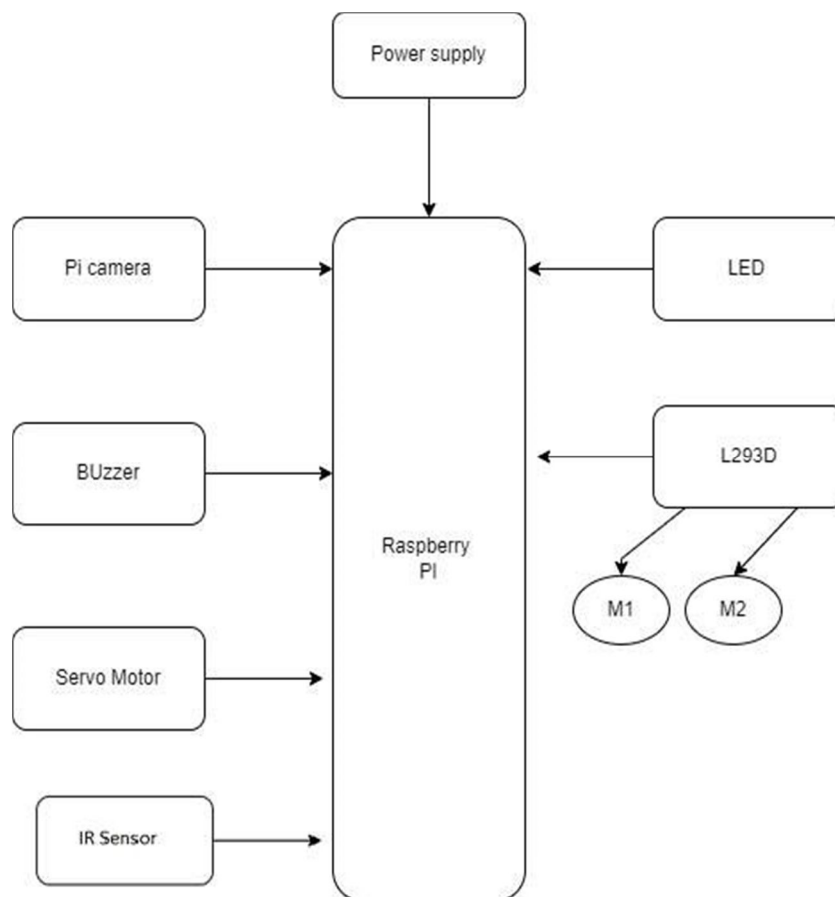 Power supply
Pi camera
LED
BUzzer
L293D
Raspberry
PI
M1
M2
Servo Motor
IR Sensor